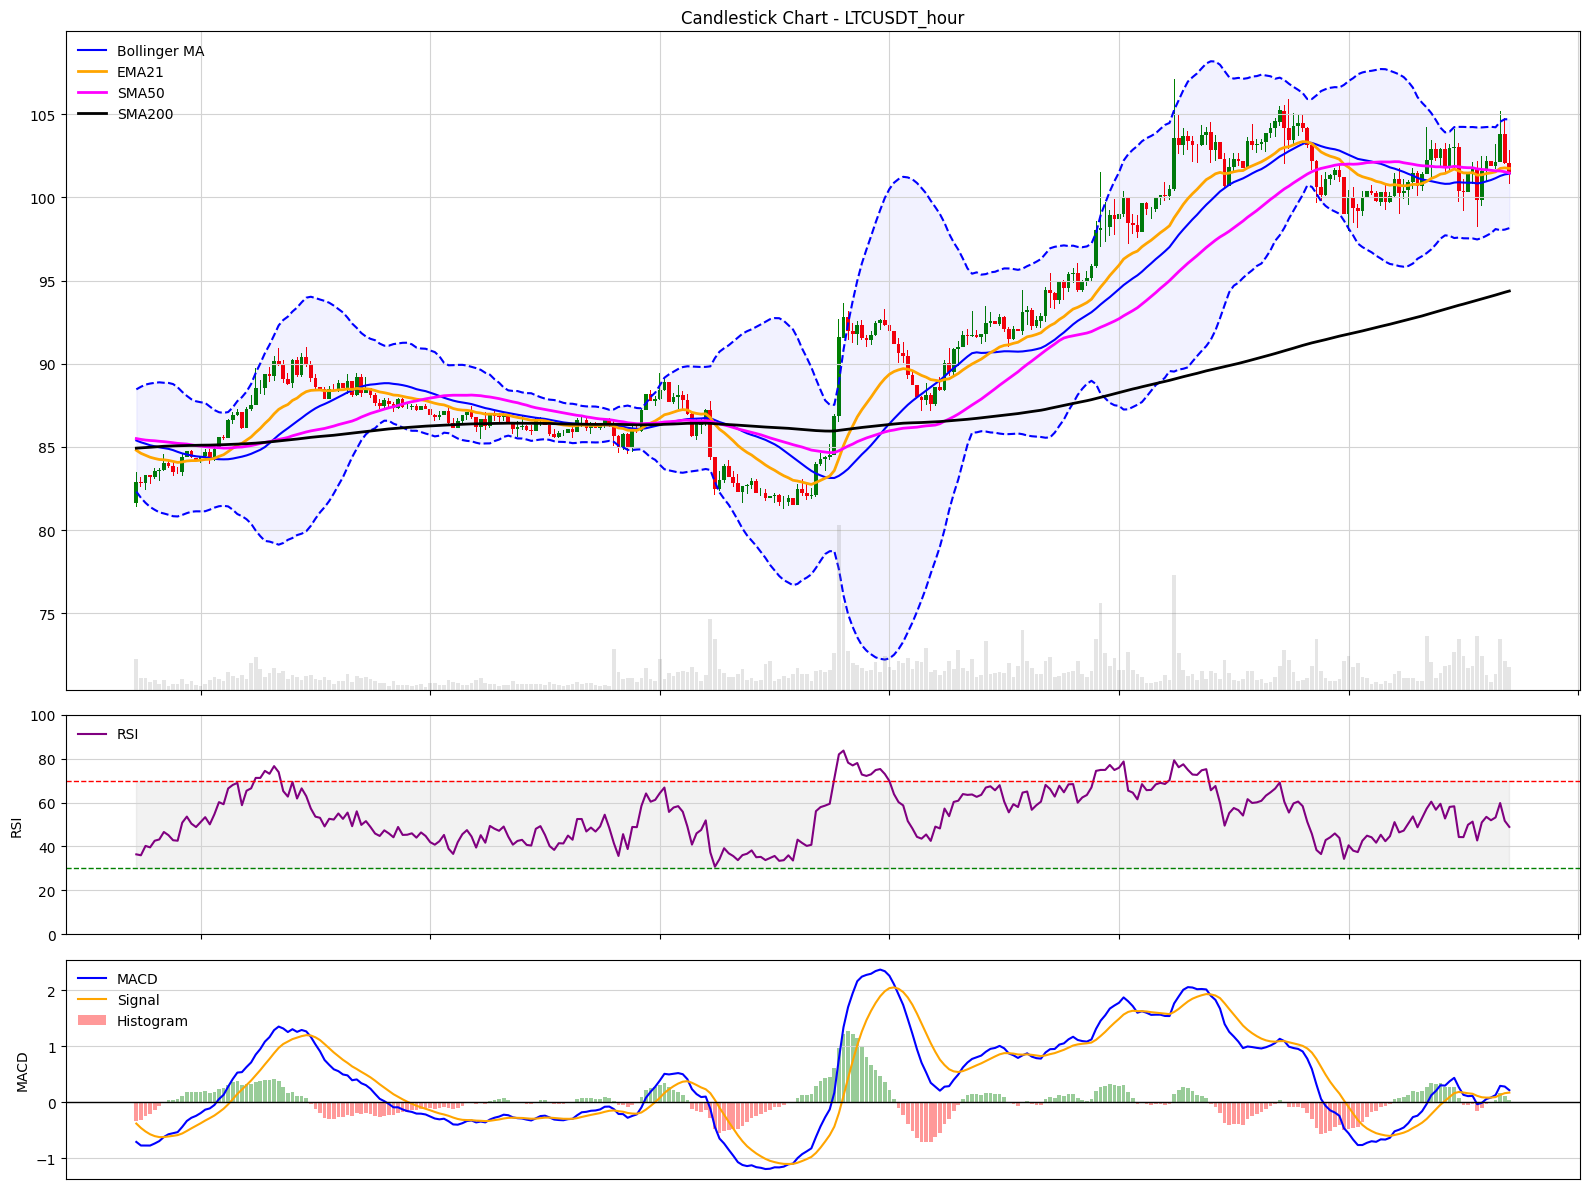 Candlestick Chart - LTCUSDT_hour
Bollinger MA
EMA21
SMA50
SMA200
105
100
95
90
85
80
75
100
80
60
40
20
0
RSI
RSI
2
1
0
−1
MACD
MACD
Signal
Histogram